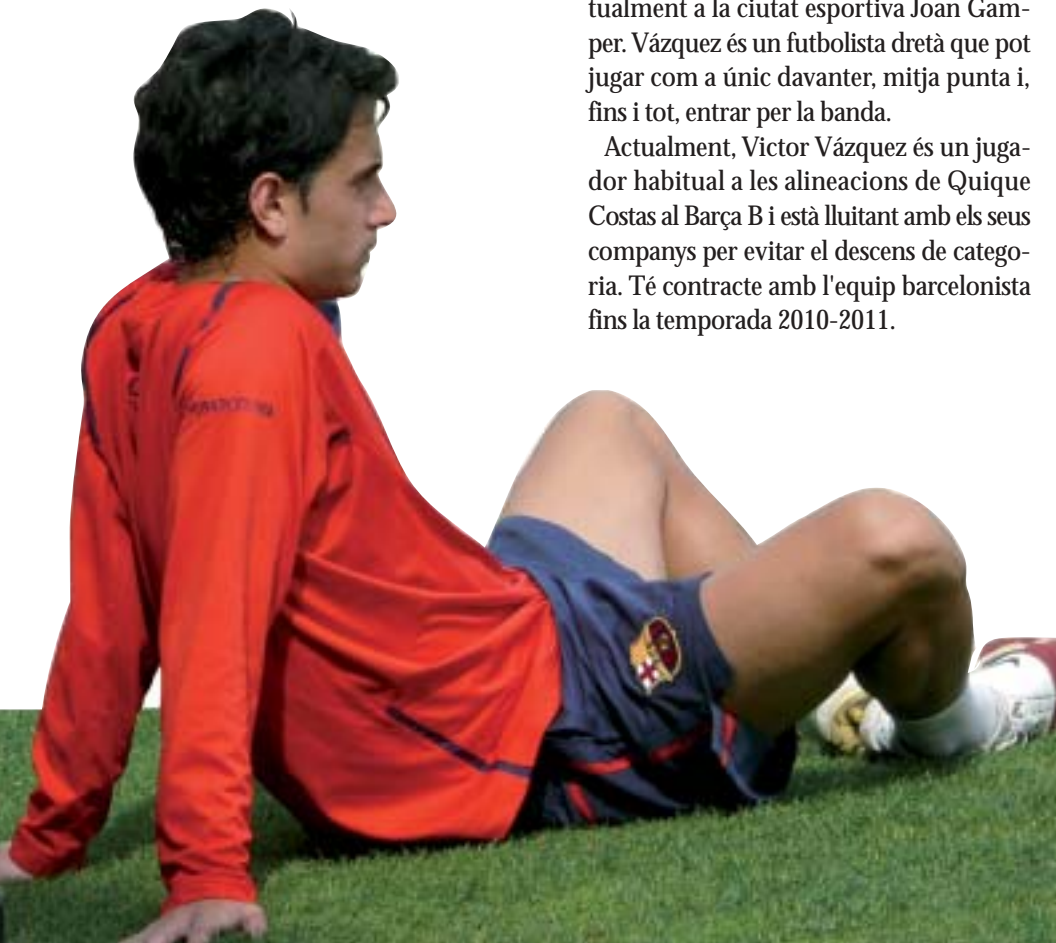 tualment a la ciutat esportiva Joan Gam-
per. Vázquez és un futbolista dretà que pot
jugar com a únic davanter, mitja punta i,
fins i tot, entrar per la banda.
Actualment, Victor Vázquez és un juga-
dor habitual a les alineacions de Quique
Costas al Barça B i està lluitant amb els seus
companys per evitar el descens de catego-
ria. Té contracte amb l'equip barcelonista
fins la temporada 2010-2011.